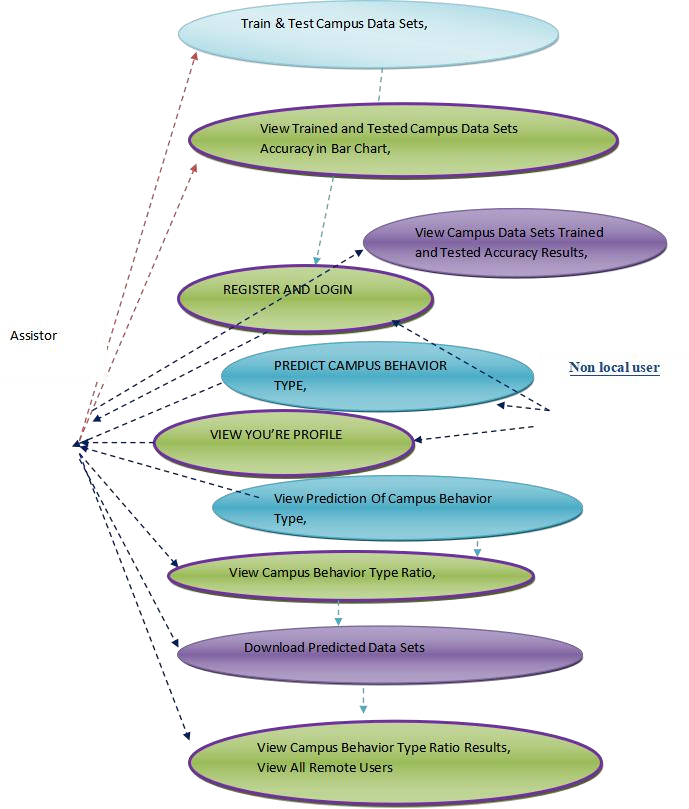 Train & Test Campus Data Sets,
View Trained and Tested Campus Data Sets
Accuracy in Bar Chart,
View Campus Data Sets Trained
and Tested Accuracy Results,
REGISTER AND LOGIN
Assistor
PREDICT CAMPUS BEHAVIOR
TYPE,
Non local user
VIEW YOU’RE PROFILE
View Prediction Of Campus Behavior
Type,
View Campus Behavior Type Ratio,
Download Predicted Data Sets
View Campus Behavior Type Ratio Results,
View All Remote Users